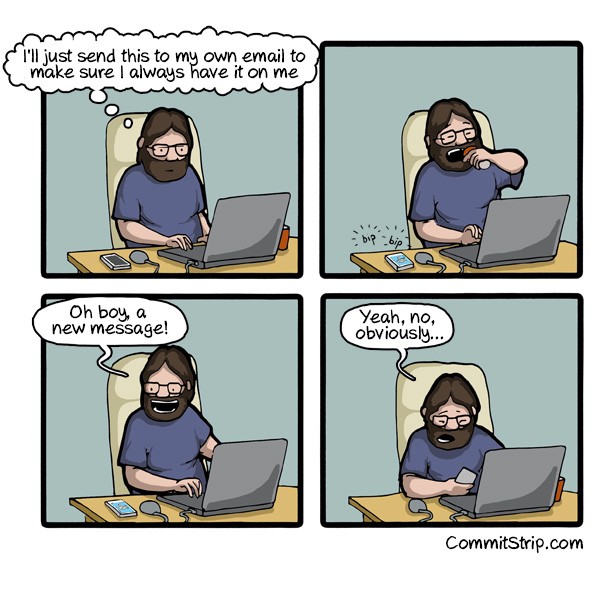 I'll just send this to my own email to
make sure I always have it on me
bip bip
Oh boy, a
new message!
Yeah, no,
obviously...
CommitStrip.com